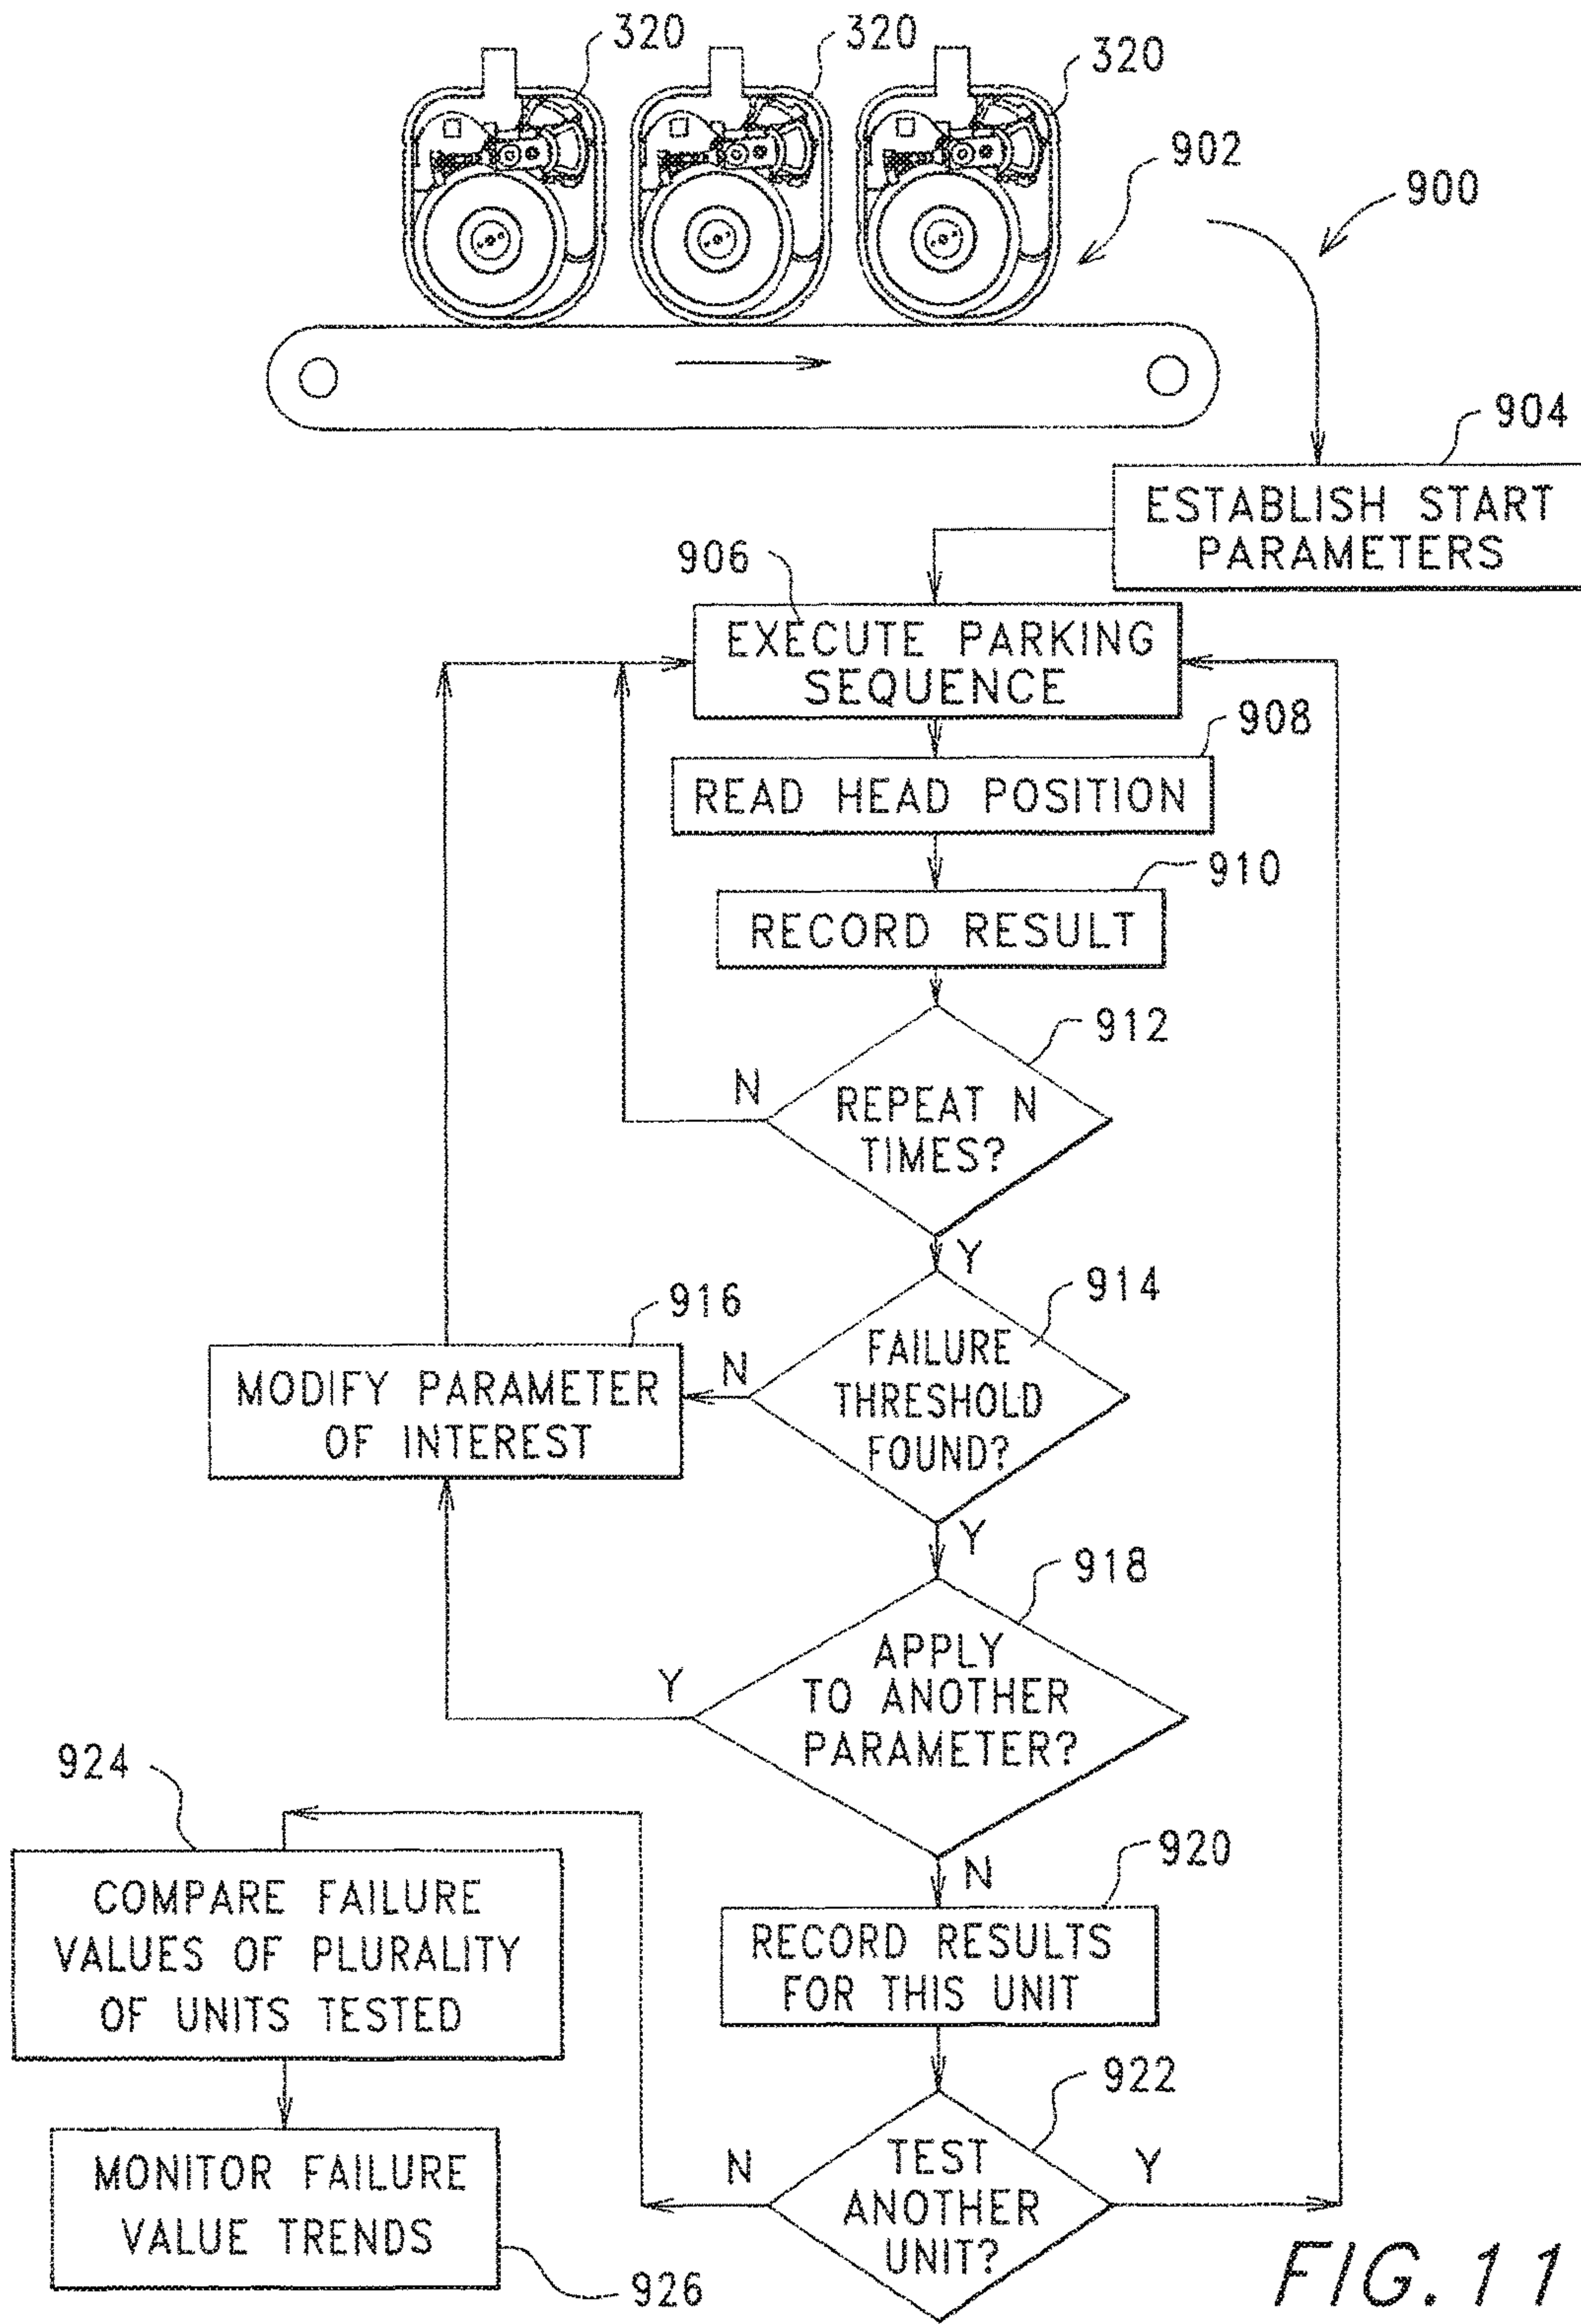 320
320
320
902
900
904
ESTABLISH START
PARAMETERS
906
EXECUTE PARKING
SEQUENCE
908
READ HEAD POSITION
910
RECORD RESULT
912
N
REPEAT N
TIMES?
Y
914
916
FAILURE
THRESHOLD
FOUND?
N
MODIFY PARAMETER
OF INTEREST
Y
918
APPLY
TO ANOTHER
PARAMETER?
Y
924
N
920
COMPARE FAILURE
VALUES OF PLURALITY
OF UNITS TESTED
RECORD RESULTS
FOR THIS UNIT
922
MONITOR FAILURE
VALUE TRENDS
926
N
TEST
ANOTHER
UNIT?
Y
FIG. 11